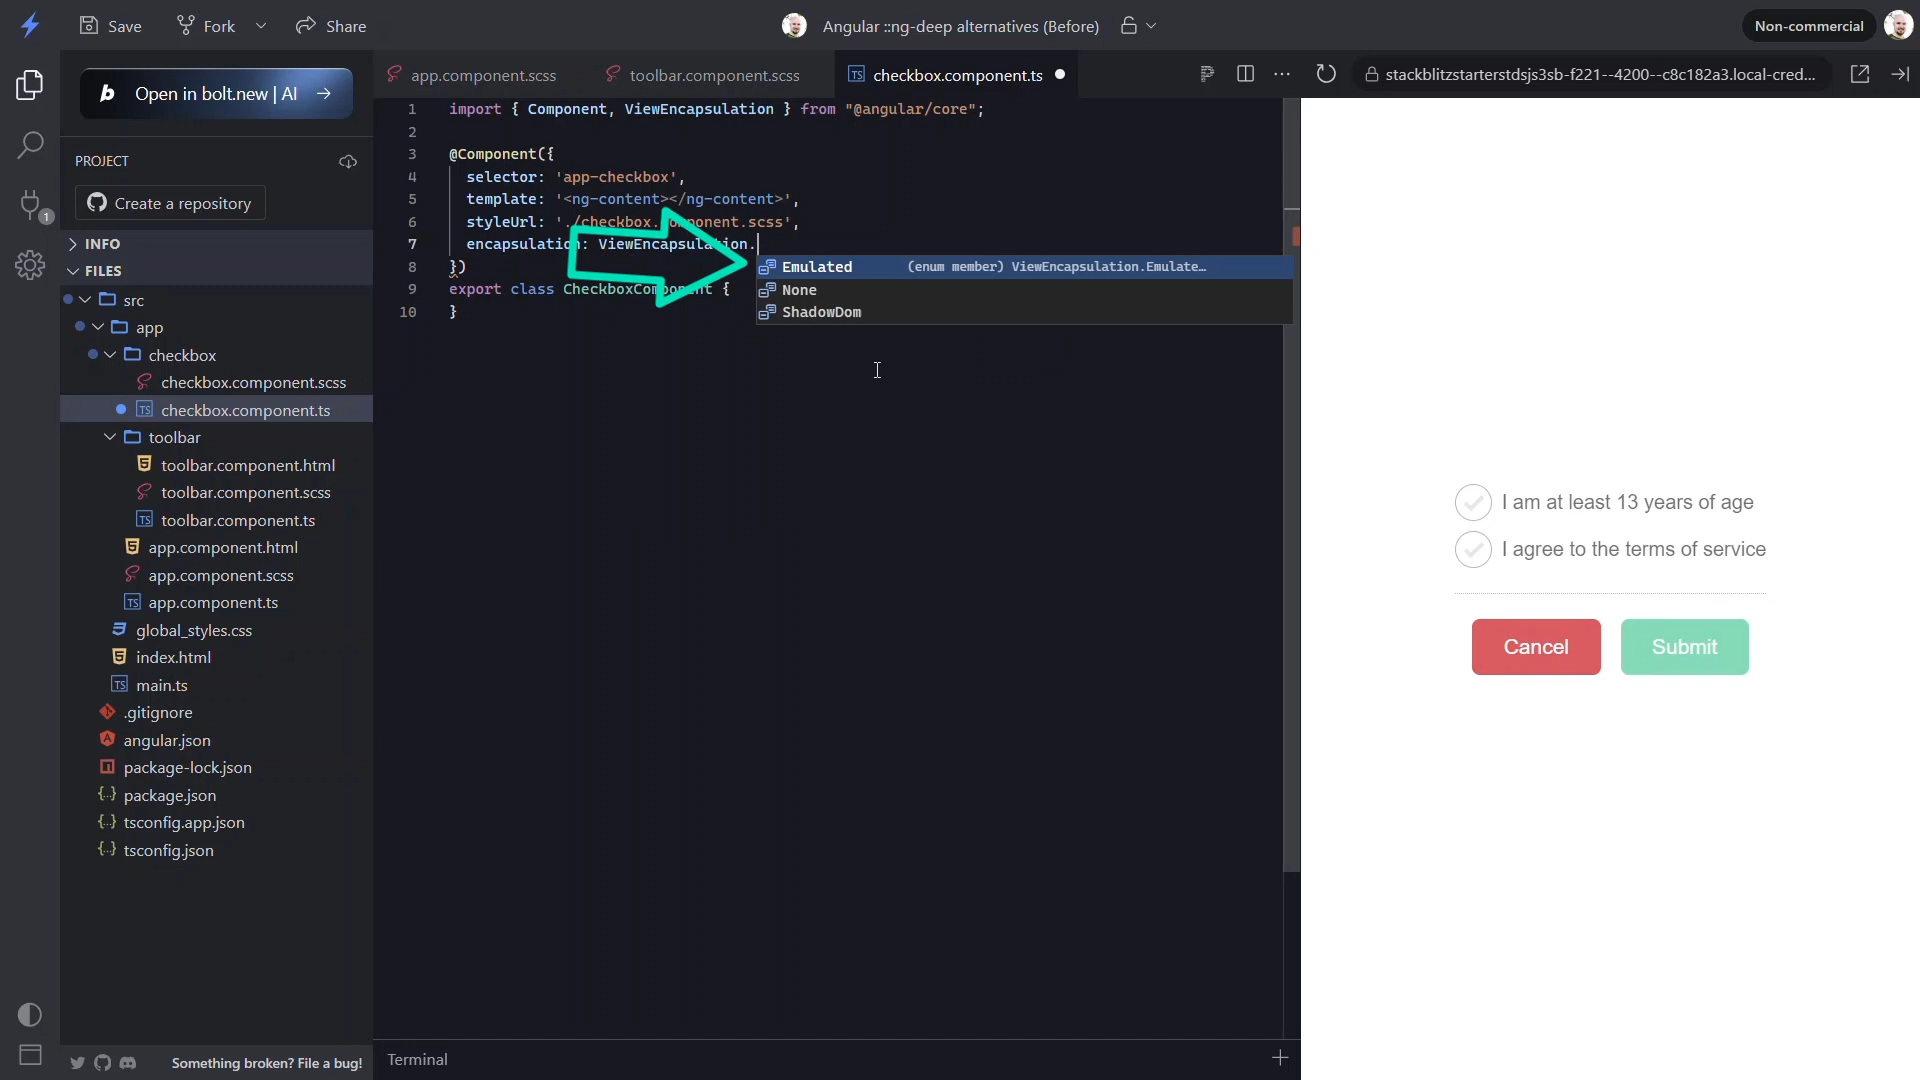 Save
Fork
Share
Angular ::ng-deep alternatives (Before)
Non-commercial
Open in bolt.new | AI
app.component.scss
toolbar.component.scss
checkbox.component.ts
stackblitzstarterstdsjs3sb-f221--4200--c8c182a3.local-cred...
PROJECT
Create a repository
1
INFO
FILES
src
app
checkbox
checkbox.component.scss
checkbox.component.ts
toolbar
toolbar.component.html
toolbar.component.scss
toolbar.component.ts
app.component.html
app.component.scss
app.component.ts
global_styles.css
index.html
main.ts
.gitignore
angular.json
package-lock.json
package.json
tsconfig.app.json
tsconfig.json
Something broken? File a bug!
1 import { Component, ViewEncapsulation } from "@angular/core";
2
3 @Component({
4 selector: 'app-checkbox',
5 template: '<ng-content></ng-content>',
6 styleUrl: './checkbox.component.scss',
7 encapsulation: ViewEncapsulation.
8 })
9 export class CheckboxComponent {
10 }
Emulated (enum member) ViewEncapsulation.Emulate...
None
ShadowDom
Terminal
I am at least 13 years of age
I agree to the terms of service
Cancel
Submit